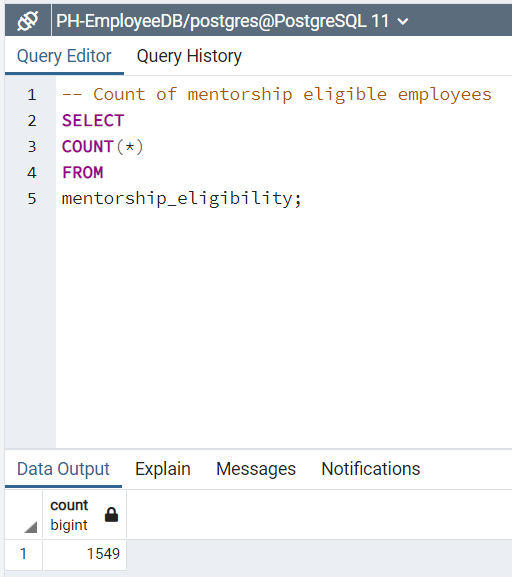 PH-EmployeeDB/postgres@PostgreSQL 11
Query Editor Query History
1 -- Count of mentorship eligible employees
2 SELECT
3 COUNT(*)
4 FROM
5 mentorship_eligibility;
Data Output Explain Messages Notifications
count
bigint
1 1549